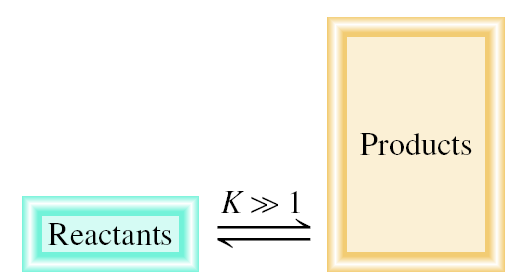 Products
K ≫ 1
Reactants